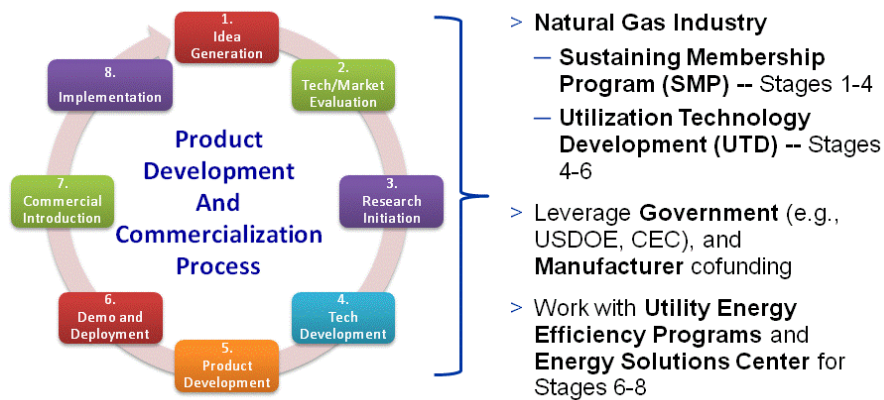 1.
Idea
Generation
2.
Tech/Market
Evaluation
3.
Research
Initiation
4.
Tech
Development
5.
Product
Development
6.
Demo and
Deployment
7.
Commercial
Introduction
8.
Implementation
Product
Development
And
Commercialization
Process
> Natural Gas Industry
– Sustaining Membership
Program (SMP) -- Stages 1-4
– Utilization Technology
Development (UTD) -- Stages
4-6
> Leverage Government (e.g.,
USDOE, CEC), and
Manufacturer cofunding
> Work with Utility Energy
Efficiency Programs and
Energy Solutions Center for
Stages 6-8